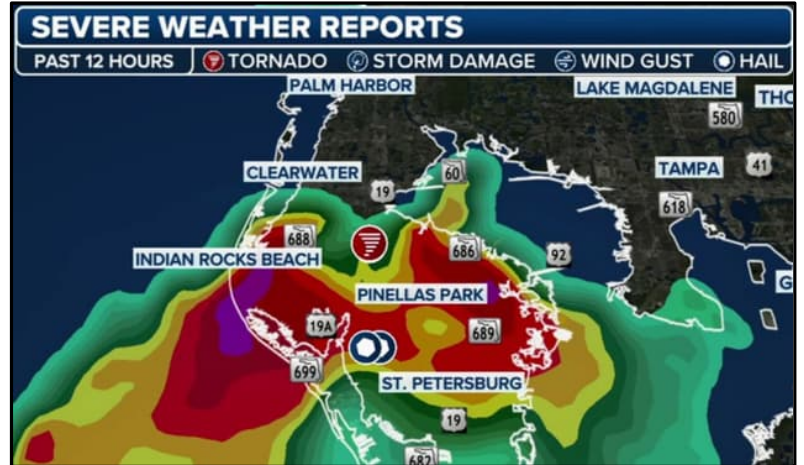 SEVERE WEATHER REPORTS
PAST 12 HOURS TORNADO STORM DAMAGE WIND GUST HAIL
PALM HARBOR
LAKE MAGDALENE
THO
580
CLEARWATER
60
TAMPA
41
19
618
688
686
92
INDIAN ROCKS BEACH
G
PINELLAS PARK
19A
689
699
ST. PETERSBURG
19
682